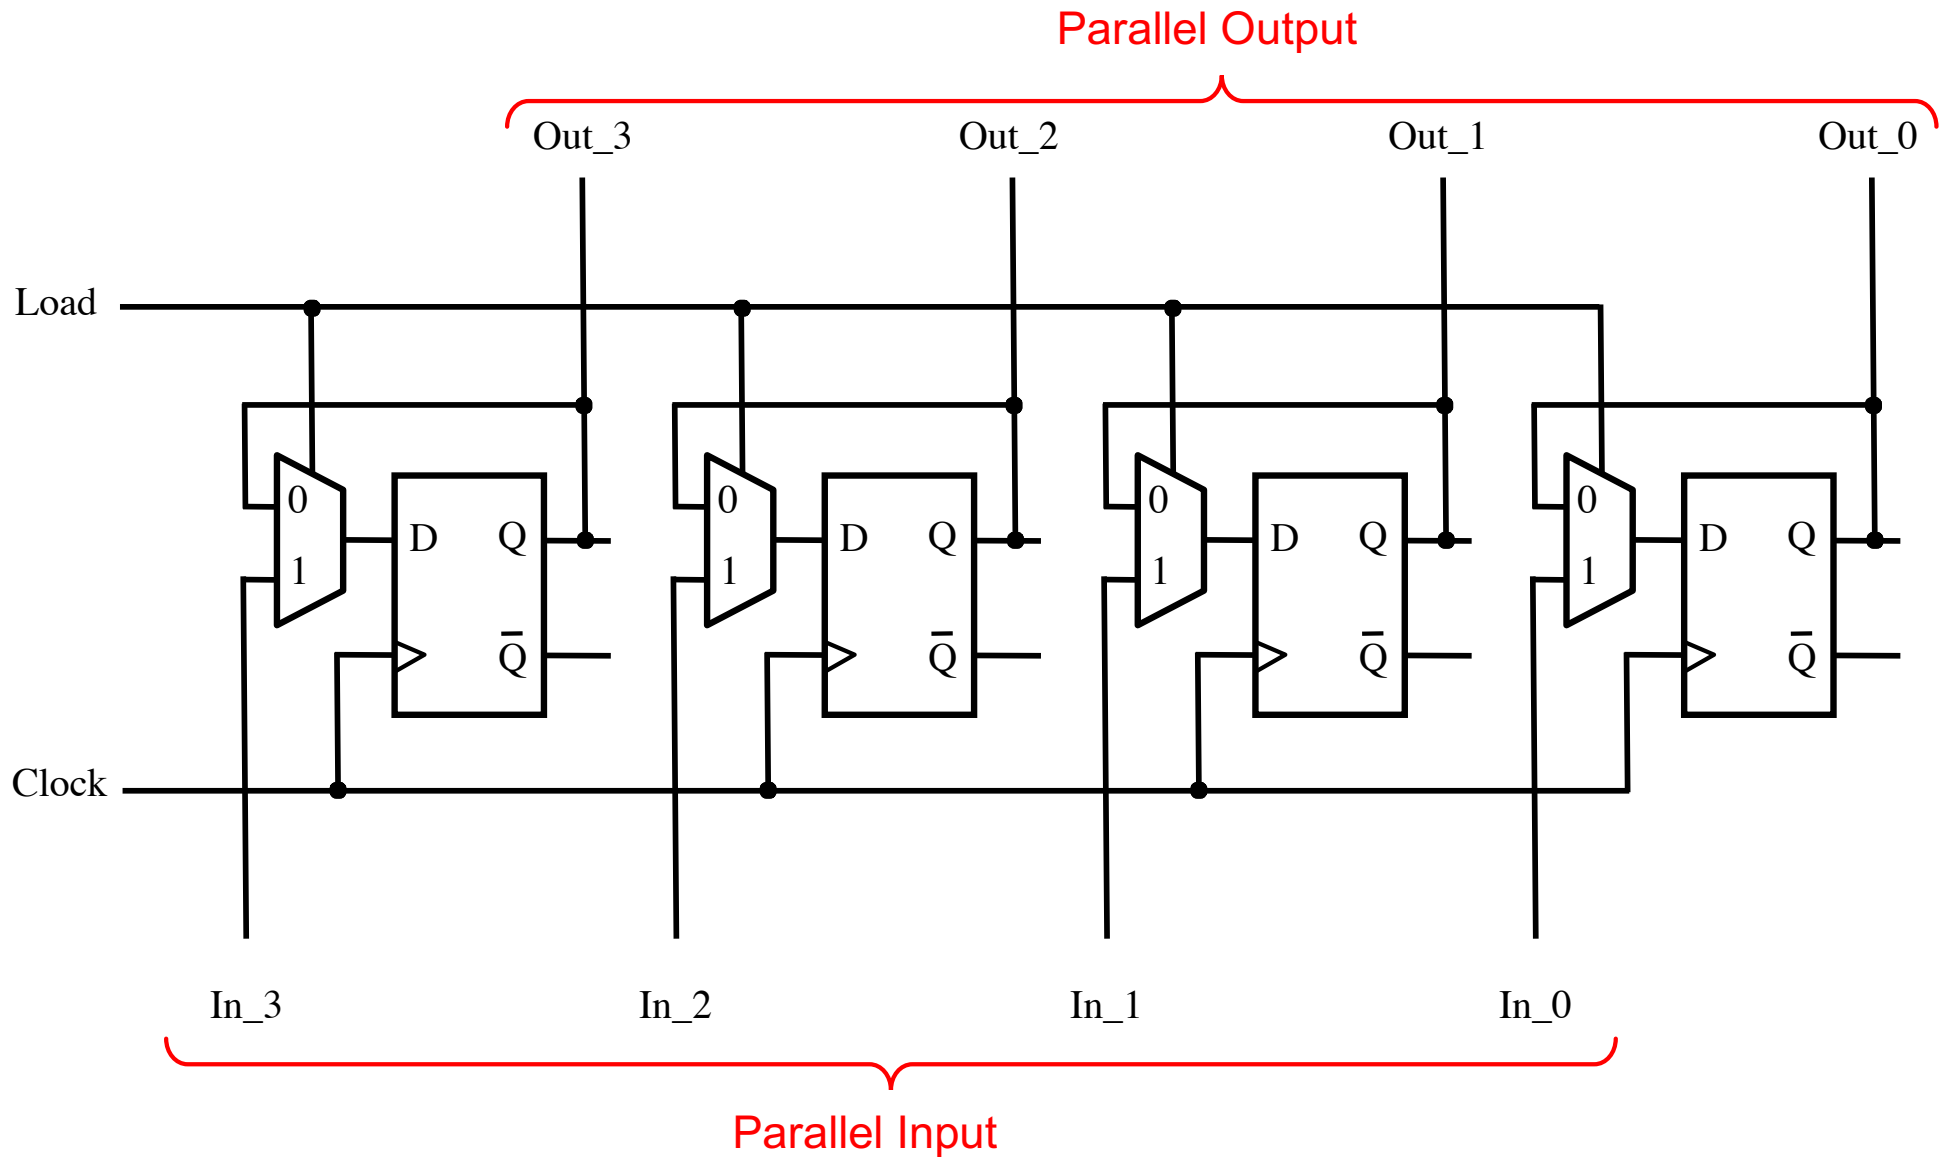 Parallel Output
Out_3 Out_2 Out_1 Out_0
Load
0 0 0 0
D Q D Q D Q D Q
1 1 1 1
Q̅ Q̅ Q̅ Q̅
Clock
In_3 In_2 In_1 In_0
Parallel Input